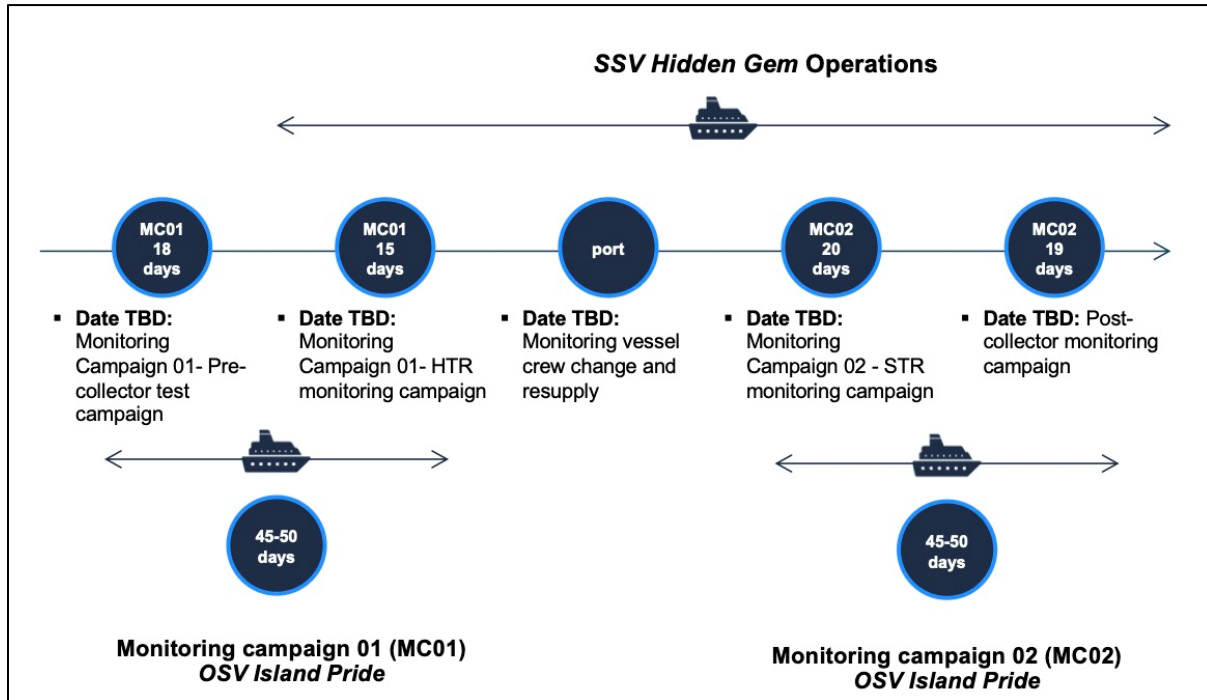 SSV Hidden Gem Operations
MC01
18
days
MC01
15
days
port
MC02
20
days
MC02
19
days
▪ Date TBD:
Monitoring
Campaign 01- Pre-
collector test
campaign
▪ Date TBD:
Monitoring
Campaign 01- HTR
monitoring campaign
▪ Date TBD:
Monitoring vessel
crew change and
resupply
▪ Date TBD:
Monitoring
Campaign 02 - STR
monitoring campaign
▪ Date TBD: Post-
collector monitoring
campaign
45-50
days
45-50
days
Monitoring campaign 01 (MC01)
OSV Island Pride
Monitoring campaign 02 (MC02)
OSV Island Pride